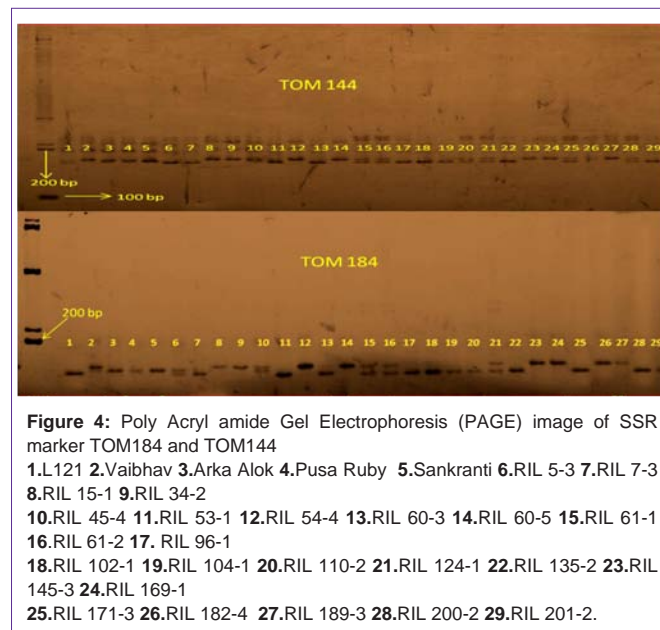 TOM 144
1 2 3 4 5 6 7 8 9 10 11 12 13 14 15 16 17 18 19 20 21 22 23 24 25 26 27 28 29
200 bp
100 bp
TOM 184
200 bp
1 2 3 4 5 6 7 8 9 10 11 12 13 14 15 16 17 18 19 20 21 22 23 24 25 26 27 28 29
Figure 4: Poly Acryl amide Gel Electrophoresis (PAGE) image of SSR
marker TOM184 and TOM144
1.L121 2.Vaibhav 3.Arka Alok 4.Pusa Ruby 5.Sankranti 6.RIL 5-3 7.RIL 7-3
8.RIL 15-1 9.RIL 34-2
10.RIL 45-4 11.RIL 53-1 12.RIL 54-4 13.RIL 60-3 14.RIL 60-5 15.RIL 61-1
16.RIL 61-2 17. RIL 96-1
18.RIL 102-1 19.RIL 104-1 20.RIL 110-2 21.RIL 124-1 22.RIL 135-2 23.RIL
145-3 24.RIL 169-1
25.RIL 171-3 26.RIL 182-4 27.RIL 189-3 28.RIL 200-2 29.RIL 201-2.